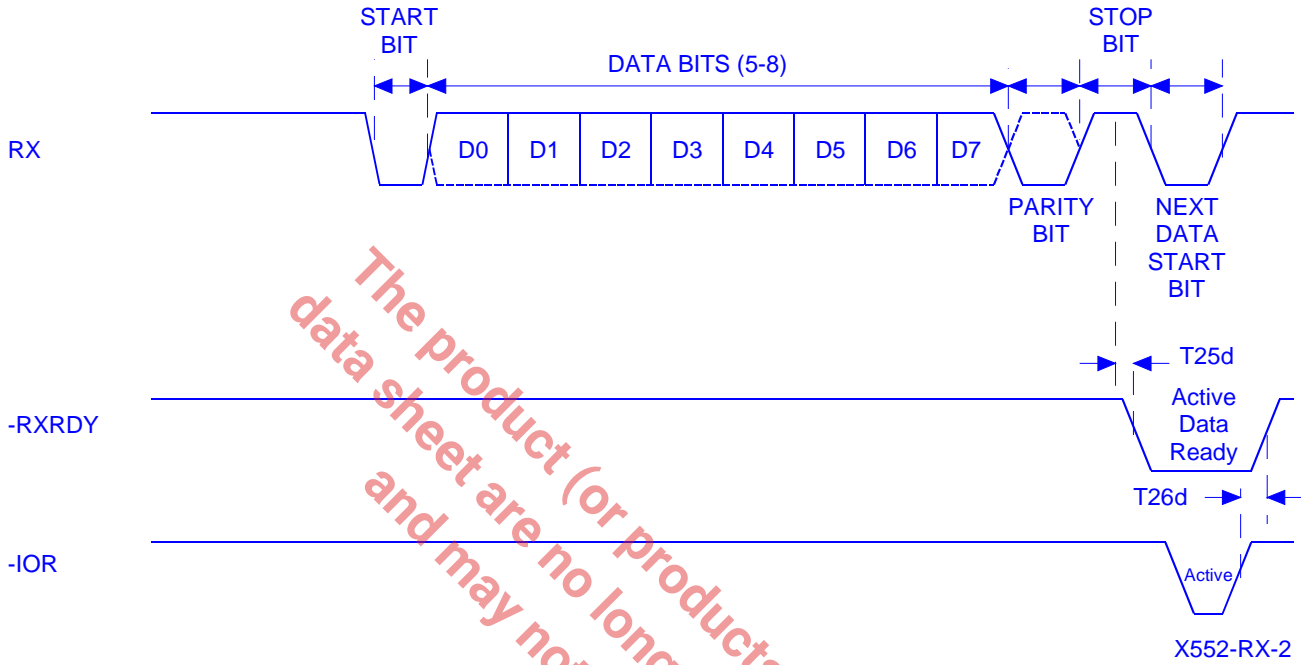 START
BIT
DATA BITS (5-8)
STOP
BIT
RX
D0 D1 D2 D3 D4 D5 D6 D7
PARITY
BIT
NEXT
DATA
START
BIT
T25d
-RXRDY
Active
Data
Ready
T26d
-IOR
Active
X552-RX-2
The product (or products
data sheet are no long
and may not